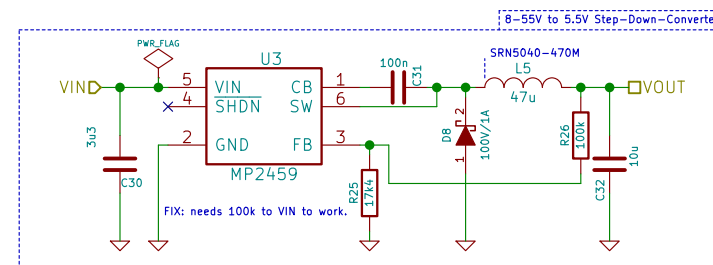 8-55V to 5.5V Step-Down-Converte
PWR_FLAG
U3
100n
C31
SRN5040-470M
L5
47u
VIN
5
VIN
CB
1
4
SHDN
SW
6
2
GND
FB
3
MP2459
VOUT
3u3
C30
2
D8
1
100V/1A
R26
100k
10u
C32
R25
17k4
FIX: needs 100k to VIN to work.